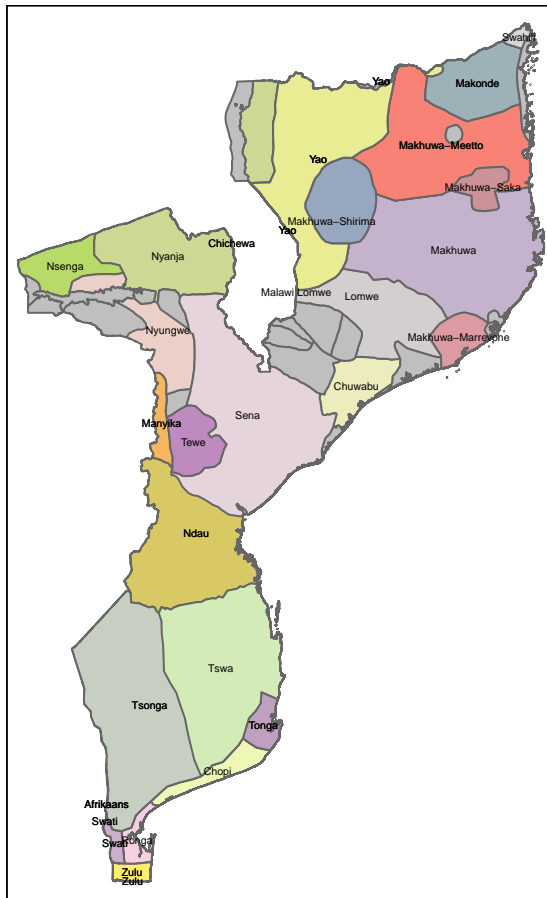 Swahili
Yao
Makonde
Makhuwa-Meetto
Yao
Makhuwa-Saka
Makhuwa-Shirima
Yao
Chichewa
Makhuwa
Nyanja
Nsenga
Malawi Lomwe
Lomwe
Nyungwe
Makhuwa-Marrevone
Chuwabu
Sena
Manyika
Tewe
Ndau
Tswa
Tsonga
Tonga
Chopi
Afrikaans
Swati
Swati
Ronga
Zulu
Zulu